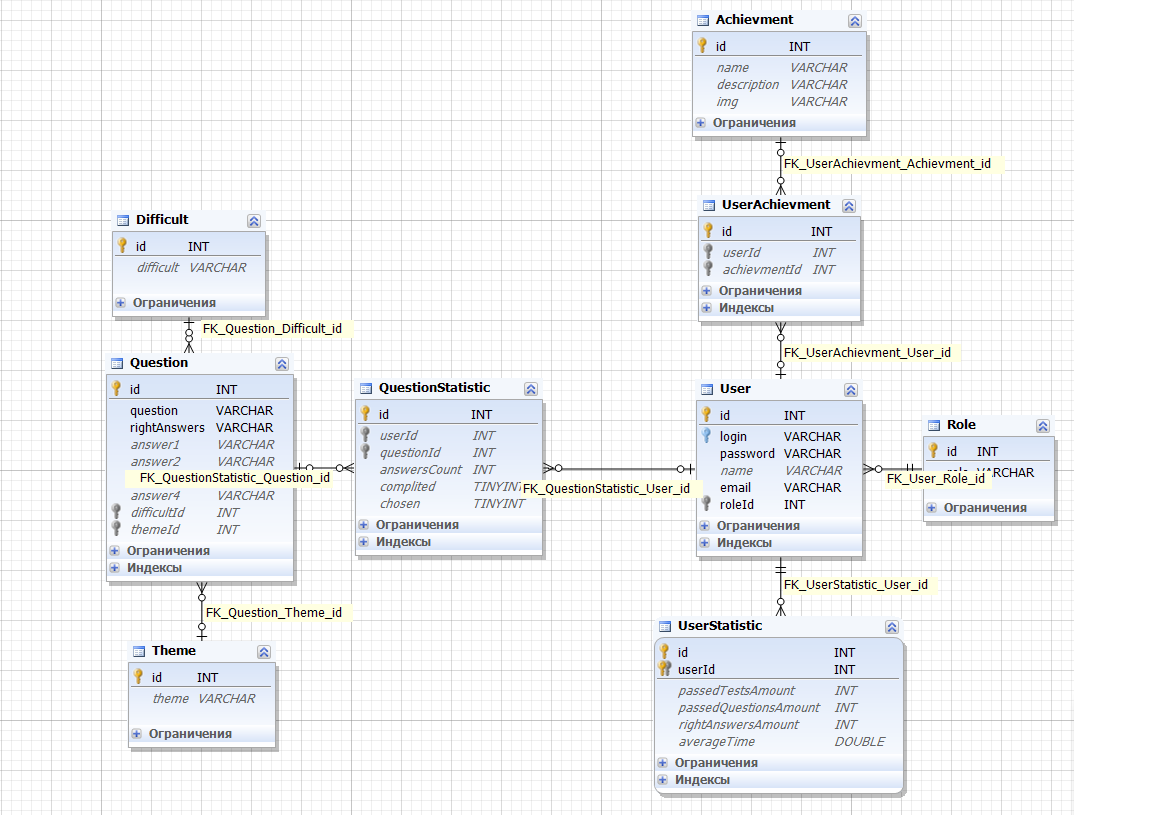 Achievment
id INT
name VARCHAR
description VARCHAR
img VARCHAR
Ограничения
FK_UserAchievment_Achievment_id
UserAchievment
id INT
userId INT
achievmentId INT
Ограничения
Индексы
FK_UserAchievment_User_id
Difficult
id INT
difficult VARCHAR
Ограничения
FK_Question_Difficult_id
Question
id INT
question VARCHAR
rightAnswers VARCHAR
answer1 VARCHAR
answer2 VARCHAR
FK_QuestionStatistic_Question_id
answer4 VARCHAR
difficultId INT
themeId INT
Ограничения
Индексы
QuestionStatistic
id INT
userId INT
questionId INT
answersCount INT
complited TINYINT
chosen TINYINT
Ограничения
Индексы
FK_QuestionStatistic_User_id
User
id INT
login VARCHAR
password VARCHAR
name VARCHAR
email VARCHAR
roleId INT
Ограничения
Индексы
Role
id INT
role VARCHAR
FK_User_Role_id
Ограничения
FK_UserStatistic_User_id
FK_Question_Theme_id
Theme
id INT
theme VARCHAR
Ограничения
UserStatistic
id INT
userId INT
passedTestsAmount INT
passedQuestionsAmount INT
rightAnswersAmount INT
averageTime DOUBLE
Ограничения
Индексы